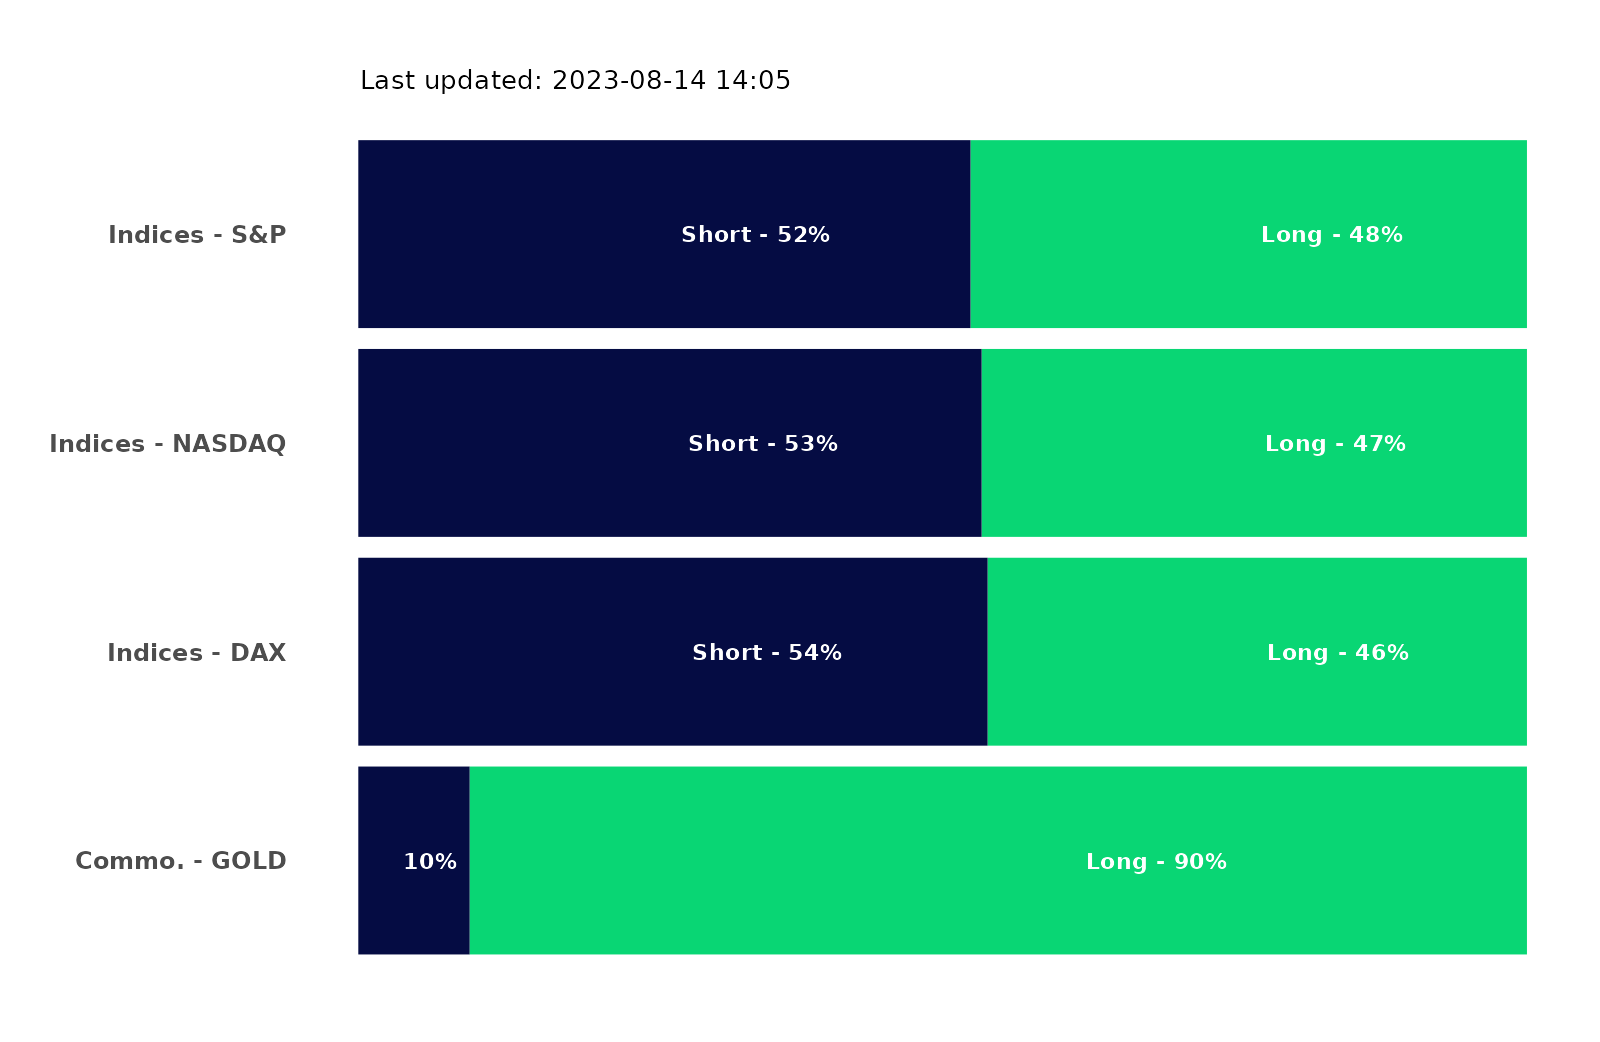 Last updated: 2023-08-14 14:05
Indices - S&P
Short - 52%
Long - 48%
Indices - NASDAQ
Short - 53%
Long - 47%
Indices - DAX
Short - 54%
Long - 46%
Commo. - GOLD
10%
Long - 90%